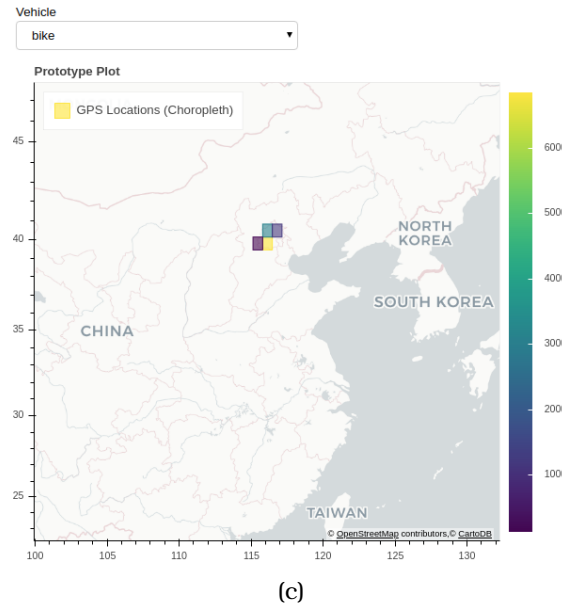 Vehicle
bike
Prototype Plot
GPS Locations (Choropleth)
45
40
35
30
25
NORTH
KOREA
SOUTH KOREA
CHINA
TAIWAN
© OpenStreetMap contributors,© CartoDB
100 105 110 115 120 125 130
6000
5000
4000
3000
2000
1000
(c)